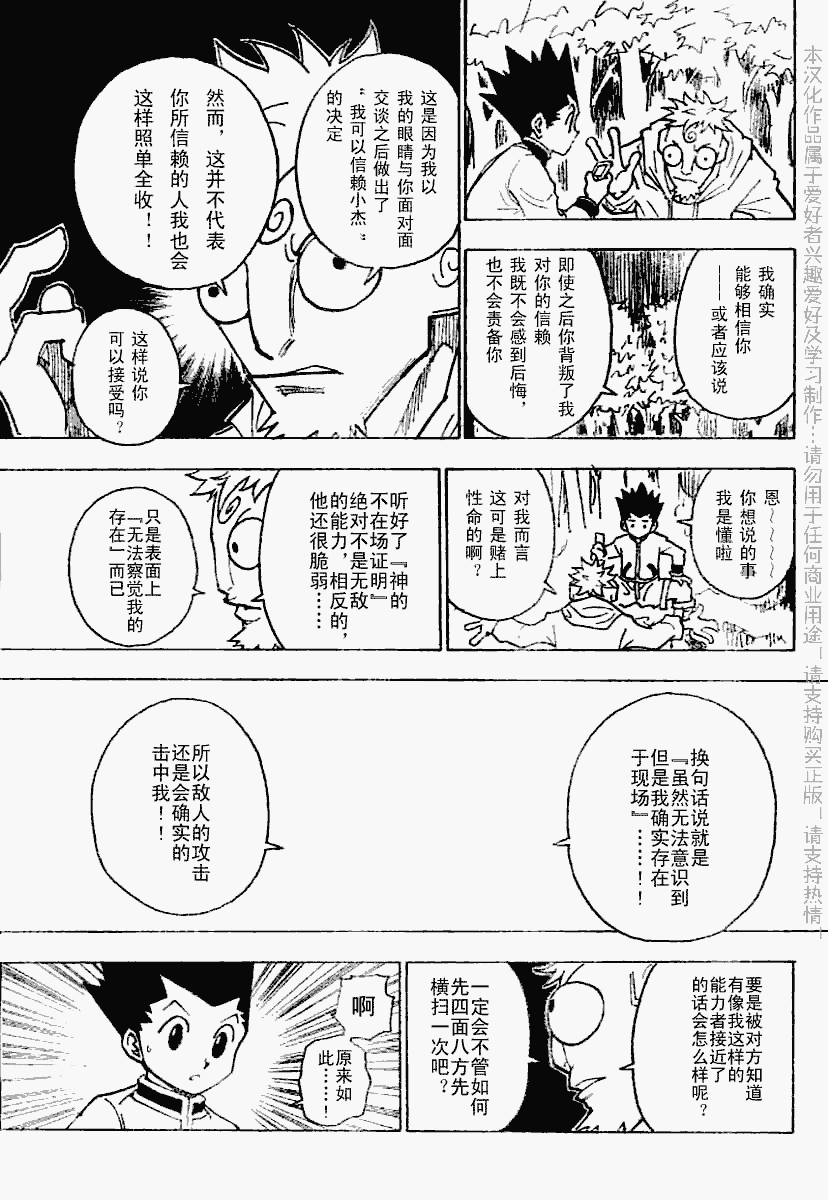 我确实
能够相信你
——或者应该说
即使之后你背叛了我
对你的信赖
我既不会感到后悔，
也不会责备你
这是因为我以
我的眼睛与你面对面
交谈之后做出了
“我可以信赖小杰”
的决定
然而，这并不代表
你所信赖的人我也会
这样照单全收！！
这样说你
可以接受吗？
恩～～～～
你想说的事
我是懂啦
对我而言
这可是赌上
性命的啊？
听好了『神的
不在场证明』
绝对不是无敌
的能力，相反的，
他还很脆弱……
只是表面上
『无法察觉我的
存在』而已
换句话说就是
『虽然无法意识到
但是我确实存在
于现场』……！！
所以敌人的攻击
还是会确实的
击中我！！
要是被对方知道
有像我这样的
能力者接近了
的话会怎么样呢？
一定会不管如何
先四面八方先
横扫一次吧？
啊
原来如
此……！
本汉化作品属于爱好者兴趣爱好及学习制作…请勿用于任何商业用途！请支持购买正版！请支持热情！